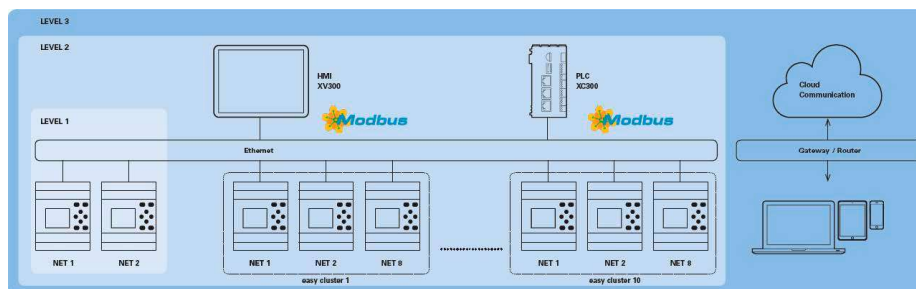 LEVEL 3
LEVEL 2
HMI
XV300
PLC
XC300
Cloud
Communication
Modbus
Modbus
LEVEL 1
Ethernet
Gateway / Router
NET 1
NET 2
NET 1
NET 2
NET 8
NET 1
NET 2
NET 8
easy cluster 1
easy cluster 10